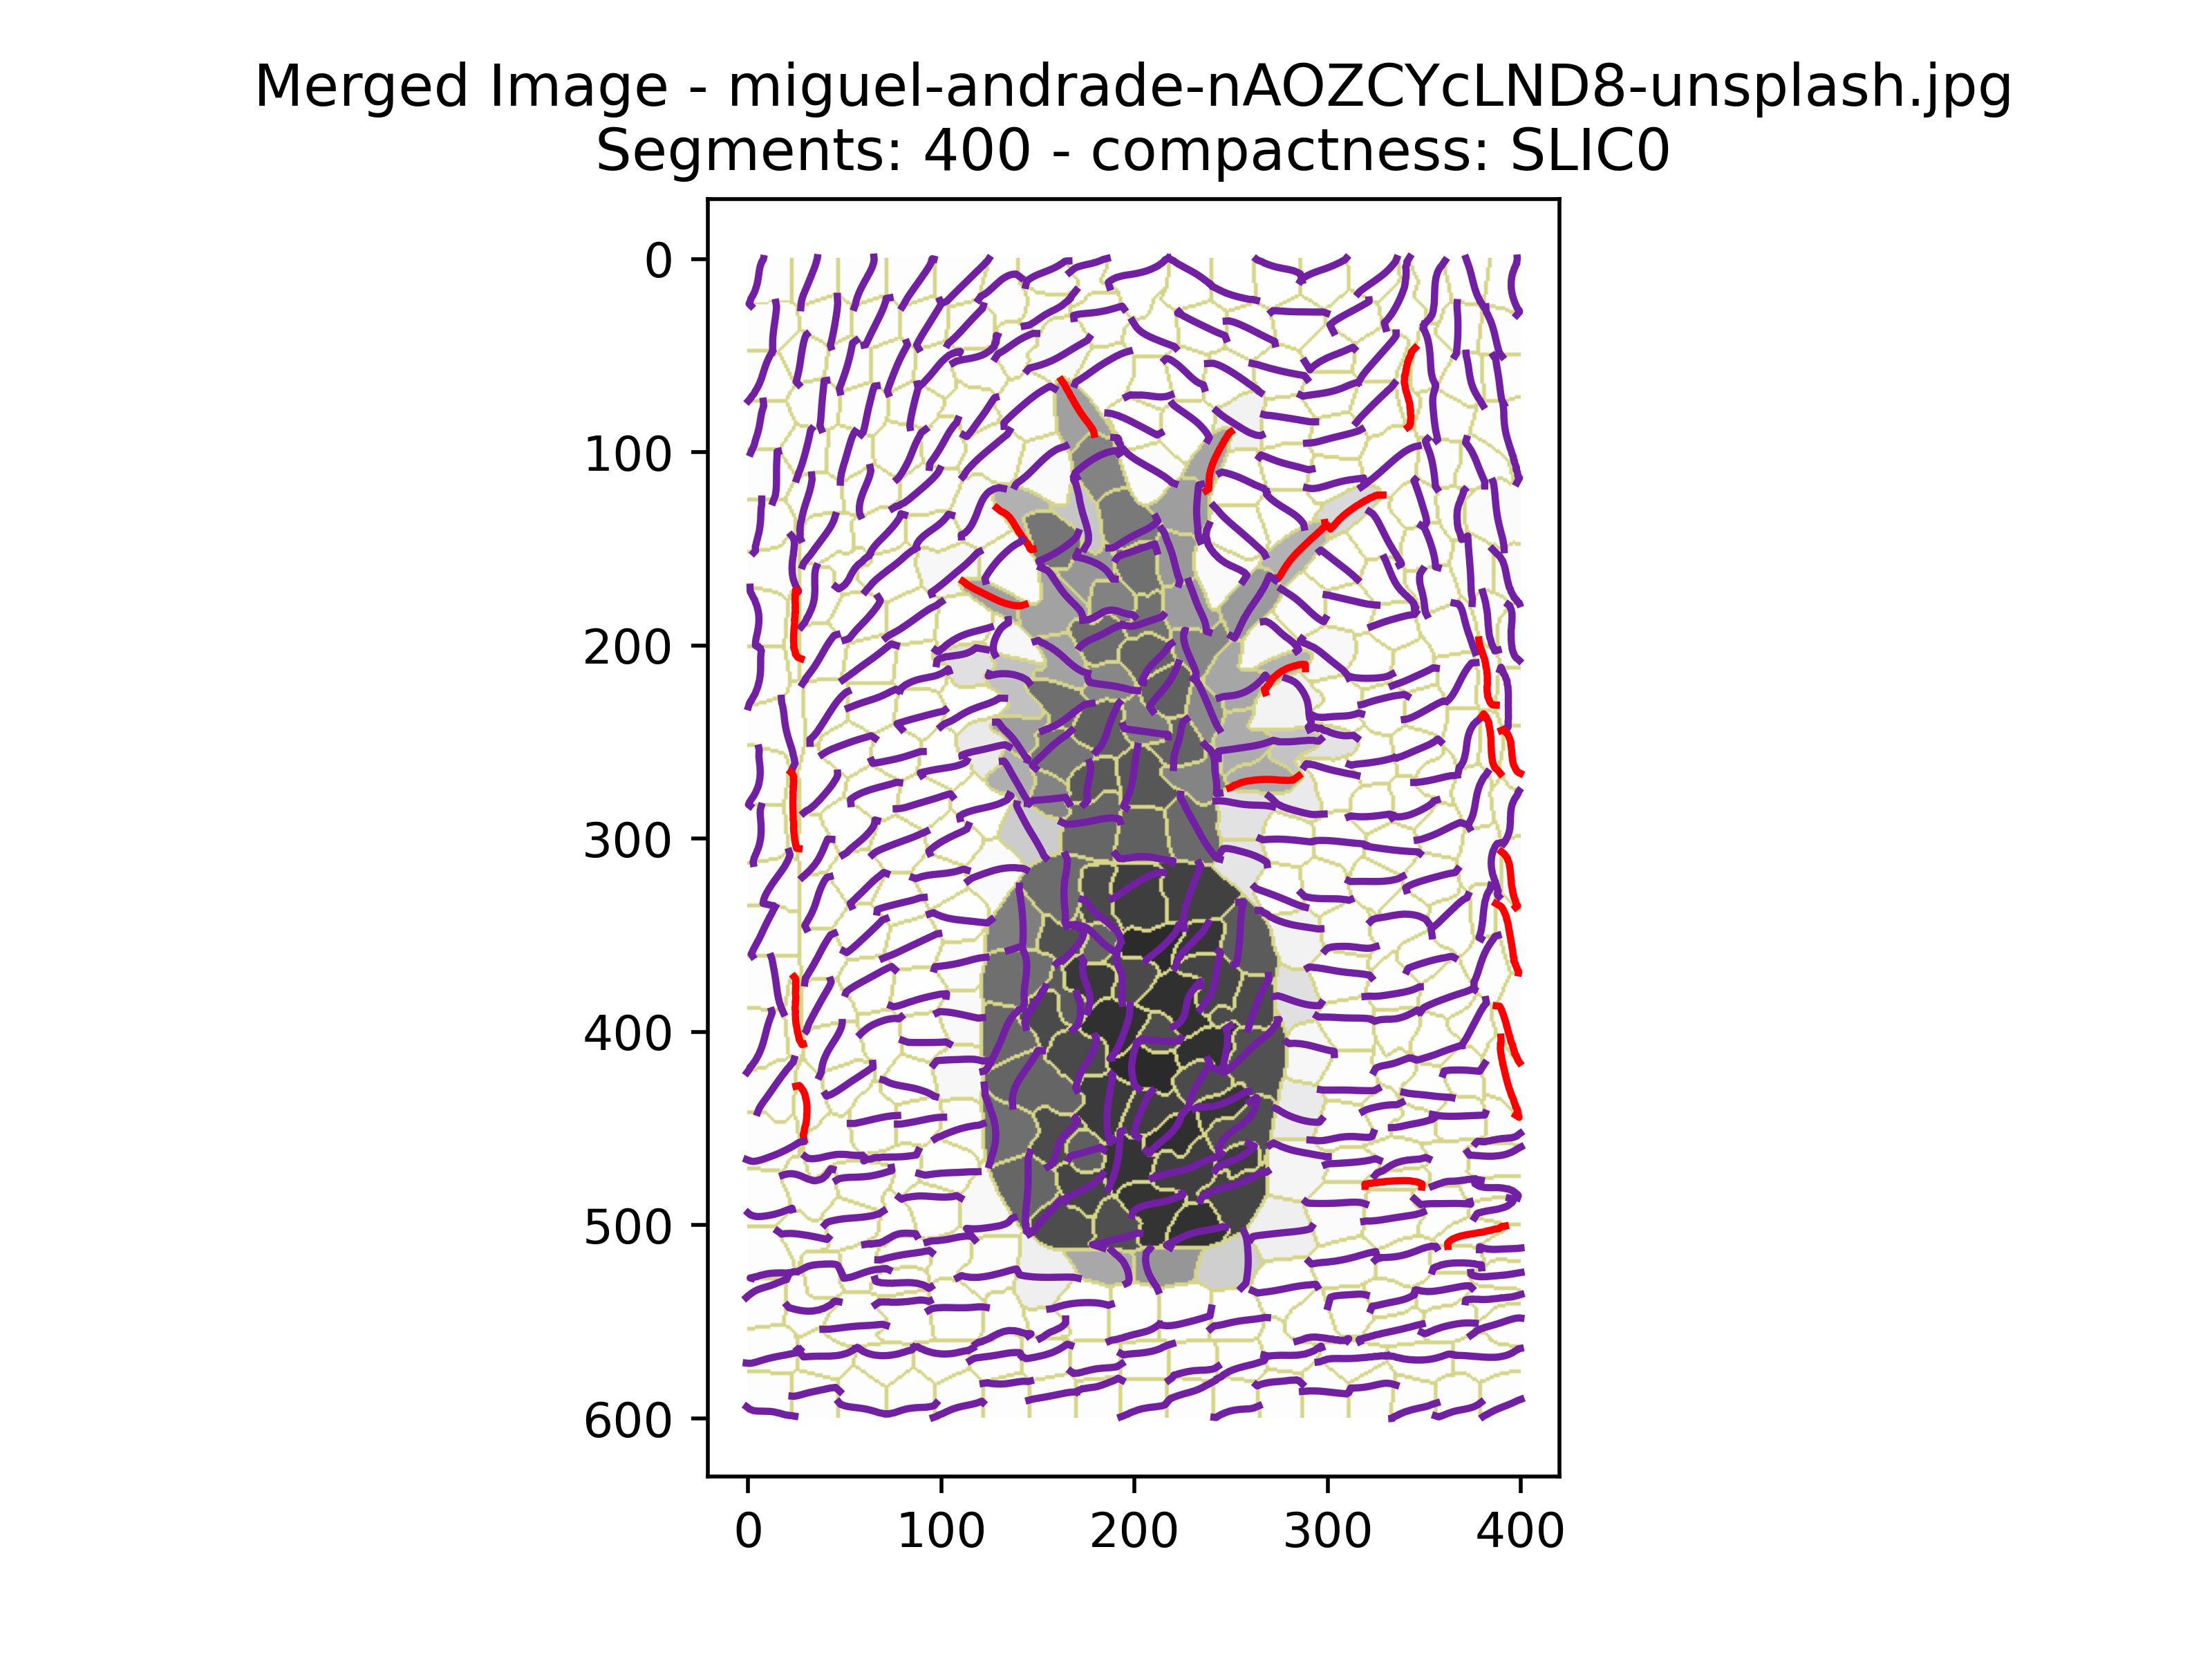 Merged Image - miguel-andrade-nAOZCYcLND8-unsplash.jpg
Segments: 400 - compactness: SLIC0
0
100
200
300
400
500
600
0 100 200 300 400